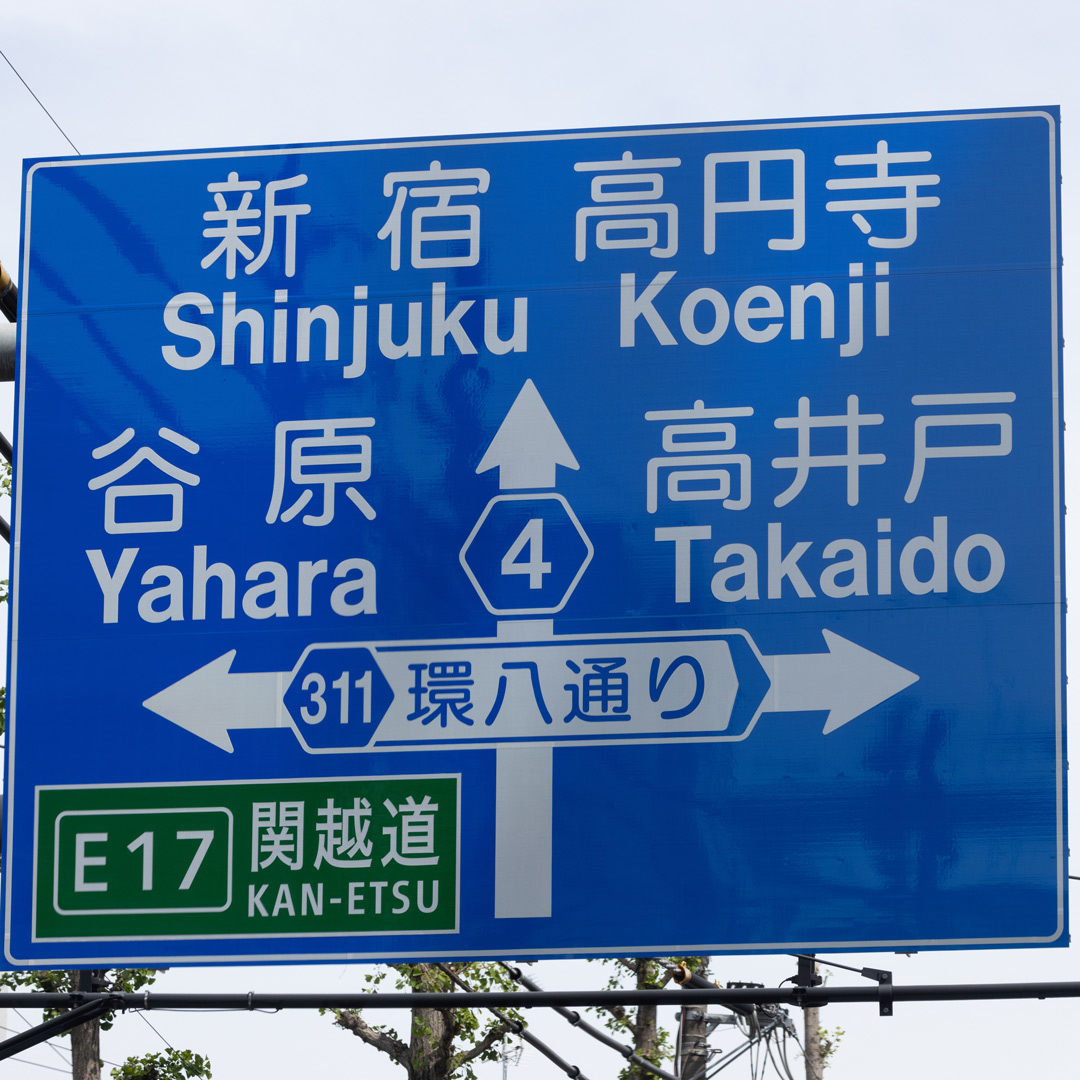 新宿 高円寺
Shinjuku Koenji
谷原
Yahara
高井戸
Takaido
4
311 環八通り
E17 関越道
KAN-ETSU